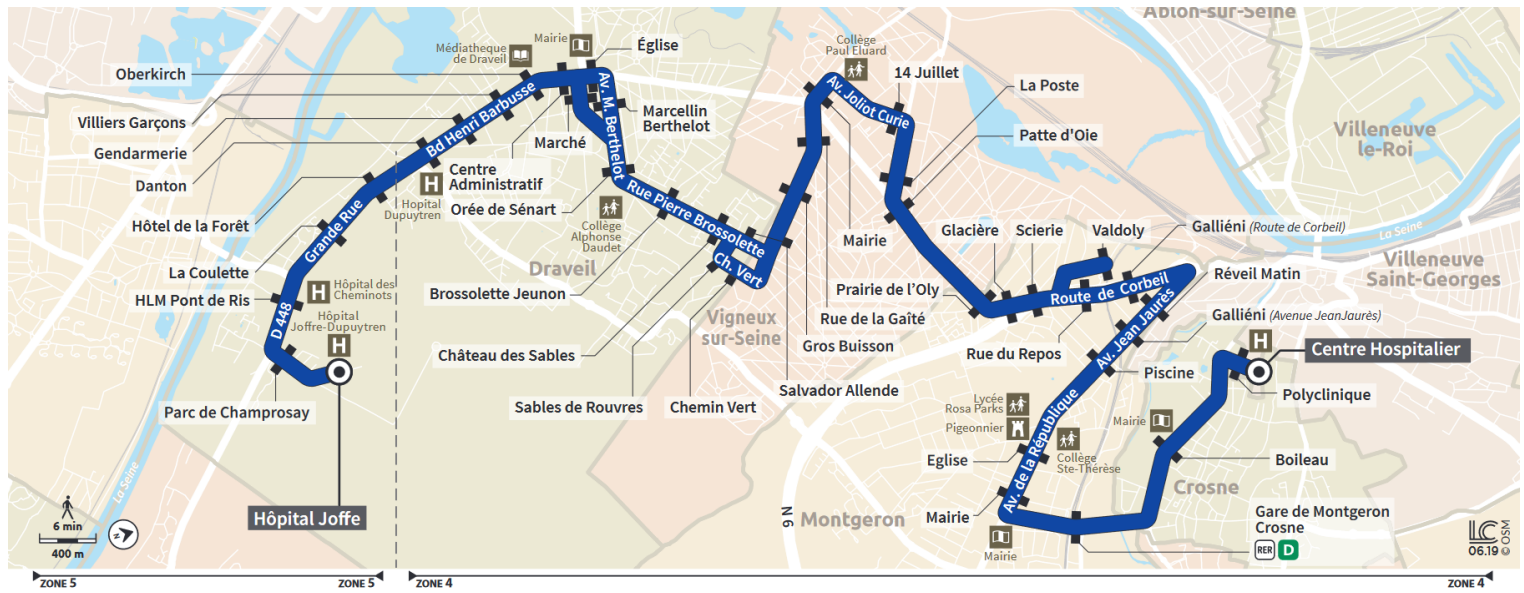 Ablon-sur-Seine
Médiatheque
de Draveil
Mairie
Église
Collège
Paul Eluard
Oberkirch
14 Juillet
La Poste
Villiers Garçons
Bd Henri Barbusse
Av. M. Berthelot
Marcellin
Berthelot
Av. Joliot Curie
Villeneuve
le-Roi
Gendarmerie
Marché
Patte d'Oie
Danton
Centre
Administratif
Hopital
Dupuytren
Orée de Sénart
Rue Pierre Brossolette
Hôtel de la Forêt
Grande Rue
Collège
Alphonse
Daudet
Mairie
Glacière
Scierie
Valdoly
Galliéni (Route de Corbeil)
La Seine
La Coulette
Draveil
Ch. Vert
Villeneuve
Saint-Georges
Réveil Matin
HLM Pont de Ris
Hôpital des
Cheminots
Brossolette Jeunon
Prairie de l'Oly
Route de Corbeil
D 448
Hôpital
Joffre-Dupuytren
Vigneux
sur-Seine
Rue de la Gaîté
Galliéni (Avenue JeanJaurès)
Château des Sables
Gros Buisson
Rue du Repos
Av. Jean Jaurès
Centre Hospitalier
Piscine
Parc de Champrosay
Sables de Rouvres
Chemin Vert
Salvador Allende
Polyclinique
Lycée
Rosa Parks
Pigeonnier
Mairie
Av. de la République
Eglise
Collège
Ste-Thérèse
Boileau
La Seine
Crosne
6 min
400 m
N
Hôpital Joffe
N 6
Montgeron
Mairie
Mairie
Gare de Montgeron
Crosne
RER D
LC
06.19 © OSM
ZONE 5
ZONE 5
ZONE 4
ZONE 4